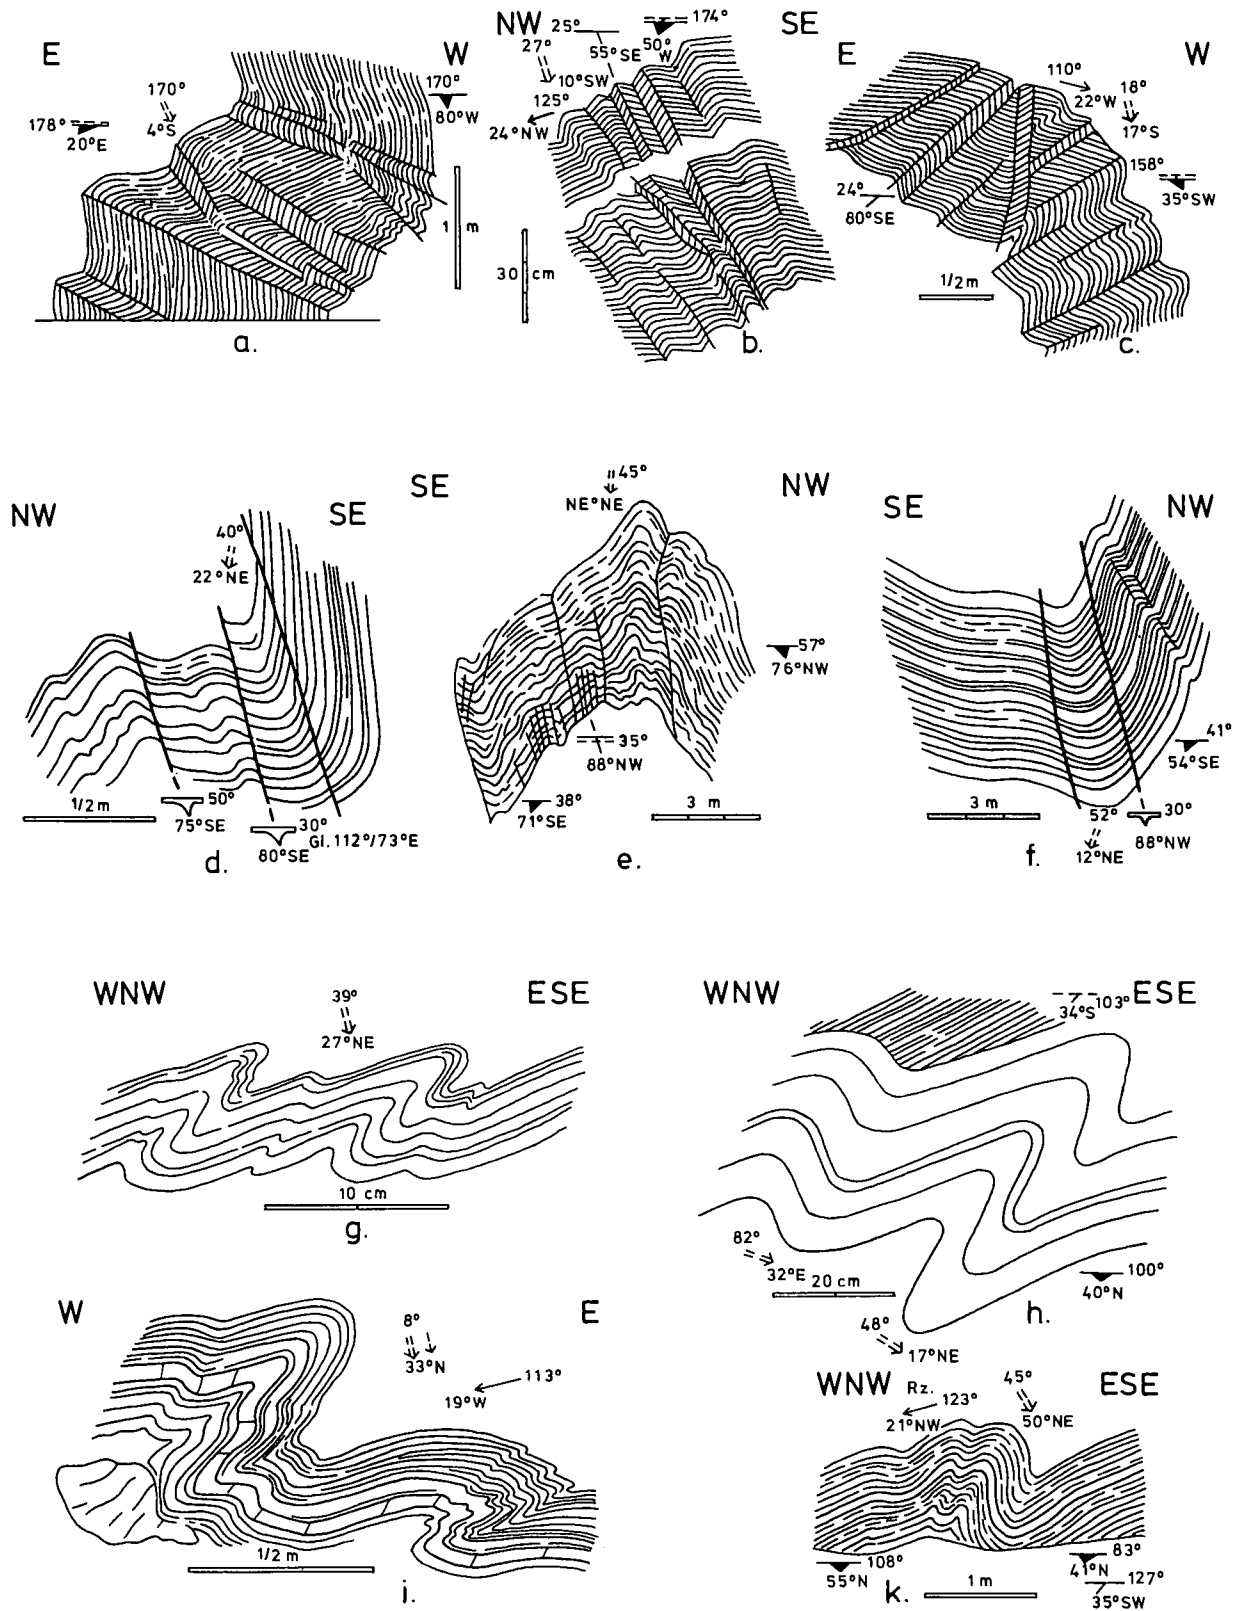 E
W
170°
4°S
178°
20°E
170°
80°W
1 m
a.
NW
SE
25°
55°SE
174°
50°W
27°
10°SW
125°
24°NW
30 cm
b.
E
W
110°
22°W
18°
17°S
158°
35°SW
24°
80°SE
1/2m
c.
NW
SE
40°
22°NE
1/2m
50°
75°SE
30°
80°SE
Gl. 112°/73°E
d.
SE
NW
45°
NE°NE
57°
76°NW
35°
88°NW
38°
71°SE
3 m
e.
SE
NW
41°
54°SE
3 m
52°
12°NE
30°
88°NW
f.
WNW
ESE
39°
27°NE
10 cm
g.
WNW
ESE
103°
34°S
82°
32°E
20 cm
100°
40°N
h.
W
E
8°
33°N
113°
19°W
1/2m
i.
48°
17°NE
WNW
ESE
Rz.
123°
21°NW
45°
50°NE
108°
55°N
83°
41°N
127°
35°SW
k.
1 m